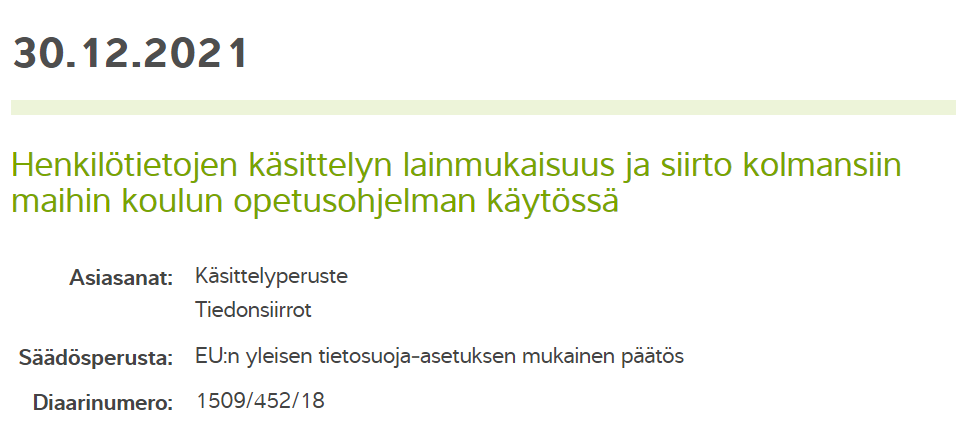 30.12.2021
Henkilötietojen käsittelyn lainmukaisuus ja siirto kolmansiin
maihin koulun opetusohjelman käytössä
Asiasanat: Käsittelyperuste
Tiedonsiirrot
Säädösperusta: EU:n yleisen tietosuoja-asetuksen mukainen päätös
Diaarinumero: 1509/452/18